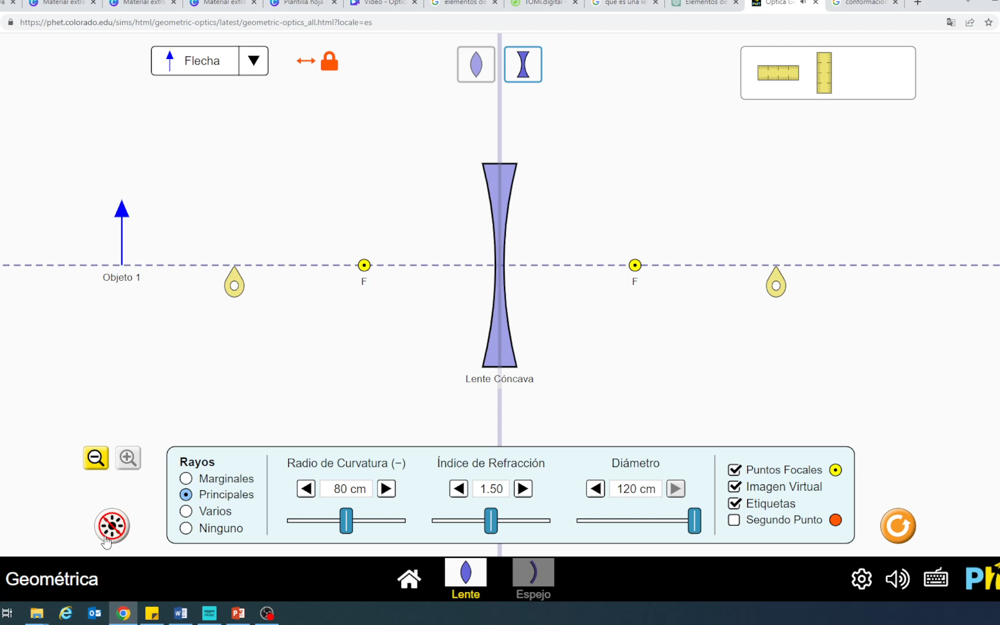 Material extra
Material extra
Material extra
Plantilla hoja
Video - Optic
elementos de
TOMi.digital -
que es una le
Elementos de
Óptica Ge
conformacion
https://phet.colorado.edu/sims/html/geometric-optics/latest/geometric-optics_all.html?locale=es
Flecha
Objeto 1
F
F
Lente Cóncava
Rayos
Marginales
Principales
Varios
Ninguno
Radio de Curvatura (−)
80 cm
Índice de Refracción
1.50
Diámetro
120 cm
Puntos Focales
Imagen Virtual
Etiquetas
Segundo Punto
Geométrica
Lente
Espejo